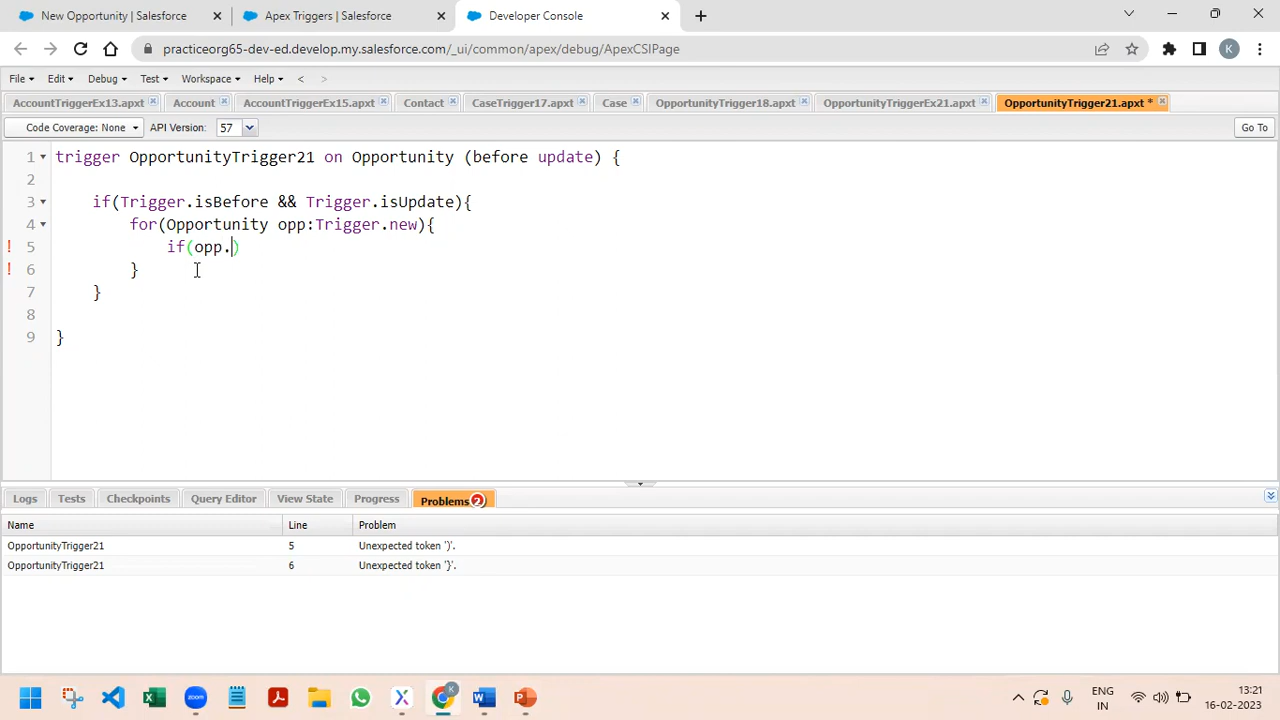 New Opportunity | Salesforce
Apex Triggers | Salesforce
Developer Console
practiceorg65-dev-ed.develop.my.salesforce.com/_ui/common/apex/debug/ApexCSIPage
K
File Edit Debug Test Workspace Help < >
AccountTriggerEx13.apxt Account AccountTriggerEx15.apxt Contact CaseTrigger17.apxt Case OpportunityTrigger18.apxt OpportunityTriggerEx21.apxt OpportunityTrigger21.apxt *
Code Coverage: None API Version: 57 Go To
1 trigger OpportunityTrigger21 on Opportunity (before update) {
2
3 if(Trigger.isBefore && Trigger.isUpdate){
4 for(Opportunity opp:Trigger.new){
! 5 if(opp.)
! 6 }
7 }
8
9 }
Logs Tests Checkpoints Query Editor View State Progress Problems 2
Name Line Problem
OpportunityTrigger21 5 Unexpected token ')'.
OpportunityTrigger21 6 Unexpected token '}'.
K
ENG
IN
13:21
16-02-2023